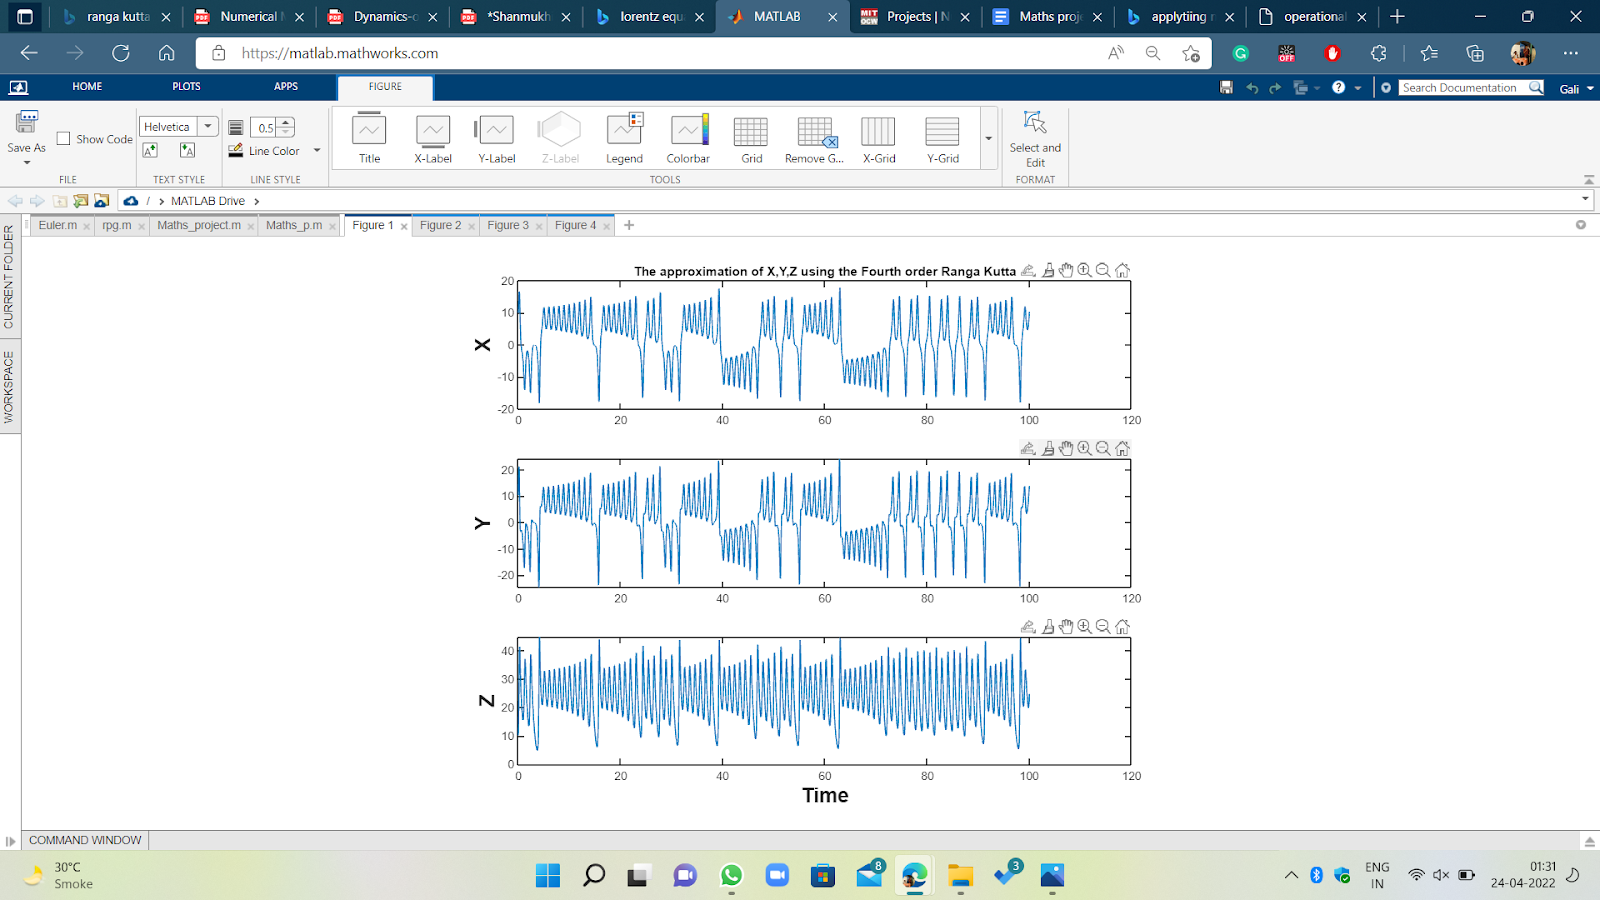 ranga kutta
Numerical
Dynamics-
*Shanmukh
lorentz equ
MATLAB
Projects | N
Maths proj
applytiing
operational
https://matlab.mathworks.com
HOME PLOTS APPS FIGURE
Search Documentation
Gali
Save As
Show Code
FILE
Helvetica
TEXT STYLE
0.5
Line Color
LINE STYLE
Title X-Label Y-Label Z-Label Legend Colorbar Grid Remove G... X-Grid Y-Grid
TOOLS
Select and
Edit
FORMAT
/ > MATLAB Drive >
CURRENT FOLDER
WORKSPACE
Euler.m rpg.m Maths_project.m Maths_p.m Figure 1 Figure 2 Figure 3 Figure 4
The approximation of X,Y,Z using the Fourth order Ranga Kutta
X
20
10
0
-10
-20
0 20 40 60 80 100 120
Y
20
10
0
-10
-20
0 20 40 60 80 100 120
Z
40
30
20
10
0
0 20 40 60 80 100 120
Time
COMMAND WINDOW
30°C
Smoke
8
3
ENG
IN
01:31
24-04-2022